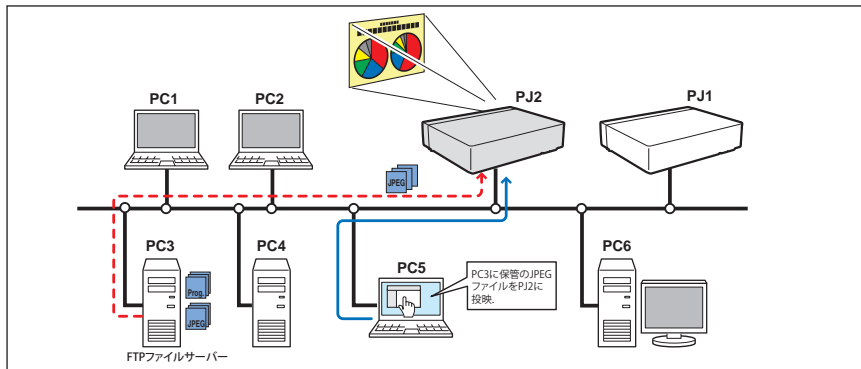 PC1
PC2
PJ2
PJ1
JPEG
PC3
PC4
PC5
PC6
PC3に保管のJPEG
ファイルをPJ2に
投映.
Prog.
JPEG
FTPファイルサーバー